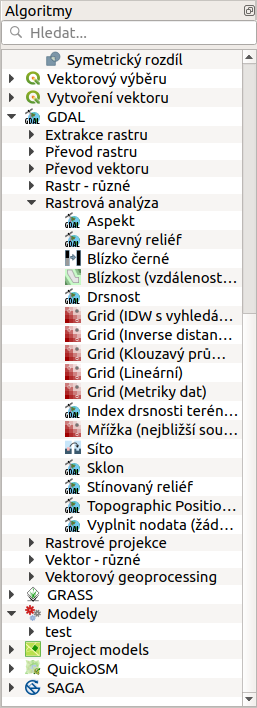 Algoritmy
Hledat...
Symetrický rozdíl
Vektorový výběru
Vytvoření vektoru
GDAL
Extrakce rastru
Převod rastru
Převod vektoru
Rastr - různé
Rastrová analýza
Aspekt
Barevný reliéf
Blízko černé
Blízkost (vzdálenost...
Drsnost
Grid (IDW s vyhledá...
Grid (Inverse distan...
Grid (Klouzavý prů...
Grid (Lineární)
Grid (Metriky dat)
Index drsnosti terén...
Mřížka (nejbližší sou...
Síto
Sklon
Stínovaný reliéf
Topographic Positio...
Vyplnit nodata (žád...
Rastrové projekce
Vektor - různé
Vektorový geoprocessing
GRASS
Modely
test
Project models
QuickOSM
SAGA